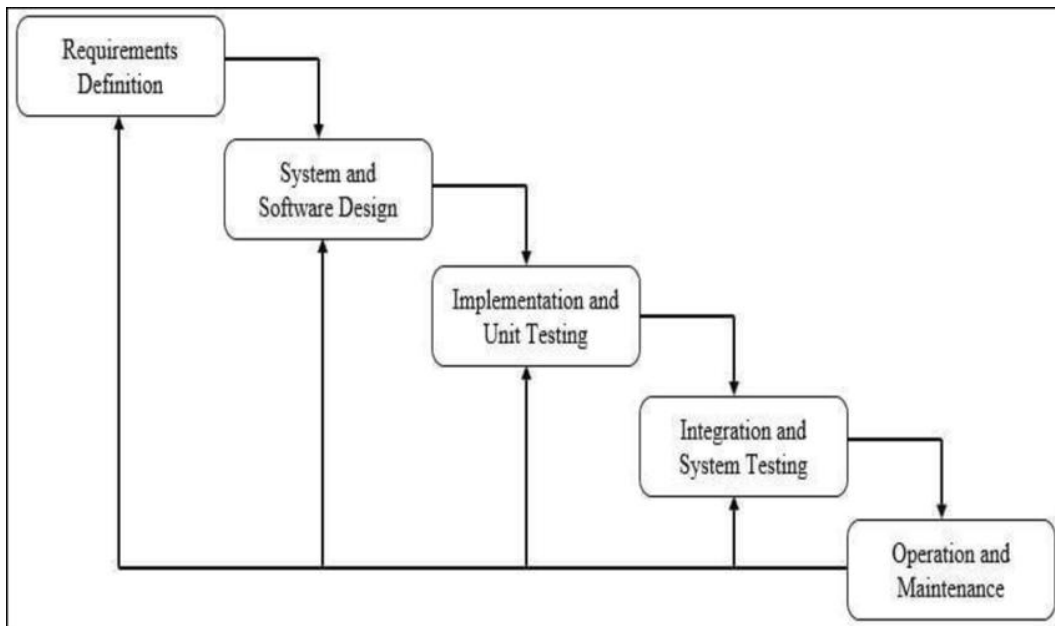 Requirements
Definition
System and
Software Design
Implementation and
Unit Testing
Integration and
System Testing
Operation and
Maintenance